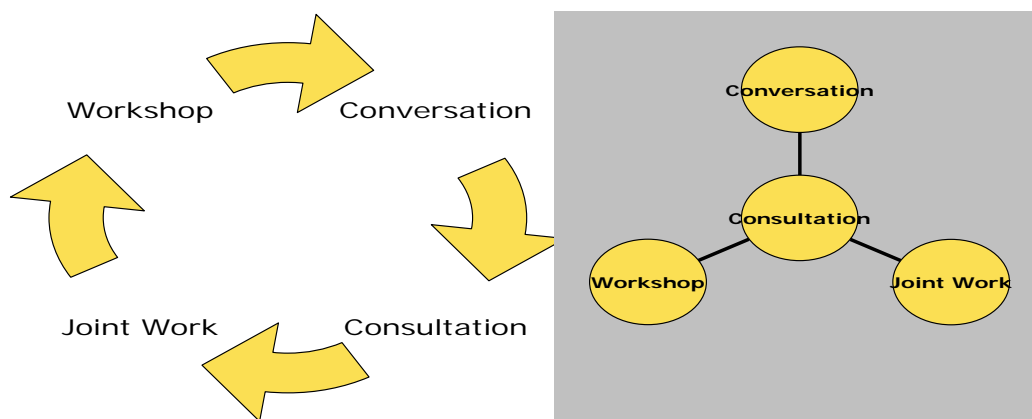 Workshop
Conversation
Joint Work
Consultation
Conversation
Consultation
Workshop
Joint Work